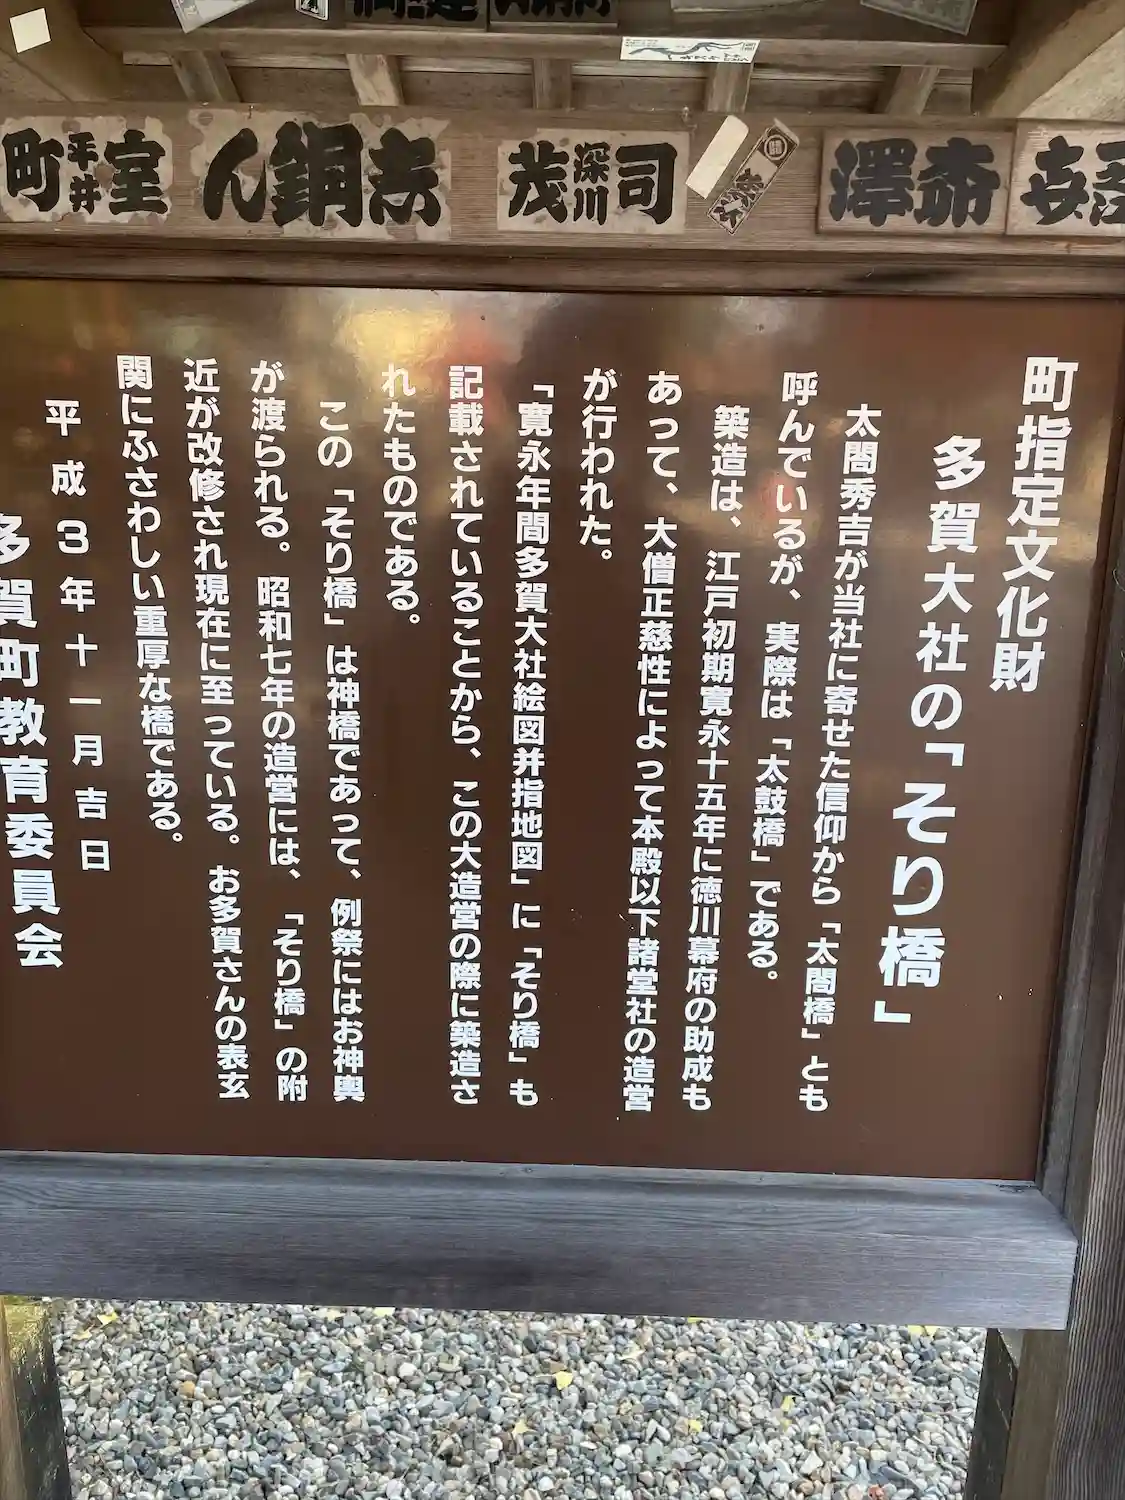 町指定文化財
多賀大社の「そり橋」
太閤秀吉が当社に寄せた信仰から「太閤橋」とも
呼んでいるが、実際は「太鼓橋」である。
築造は、江戸初期寛永十五年に徳川幕府の助成も
あって、大僧正慈性によって本殿以下諸堂社の造営
が行われた。
「寛永年間多賀大社絵図并指地図」に「そり橋」も
記載されていることから、この大造営の際に築造さ
れたものである。
この「そり橋」は神橋であって、例祭にはお神輿
が渡られる。昭和七年の造営には、「そり橋」の附
近が改修され現在に至っている。お多賀さんの表玄
関にふさわしい重厚な橋である。
平成3年十一月吉日
多賀町教育委員会
深川
司
茂
平井
室
町